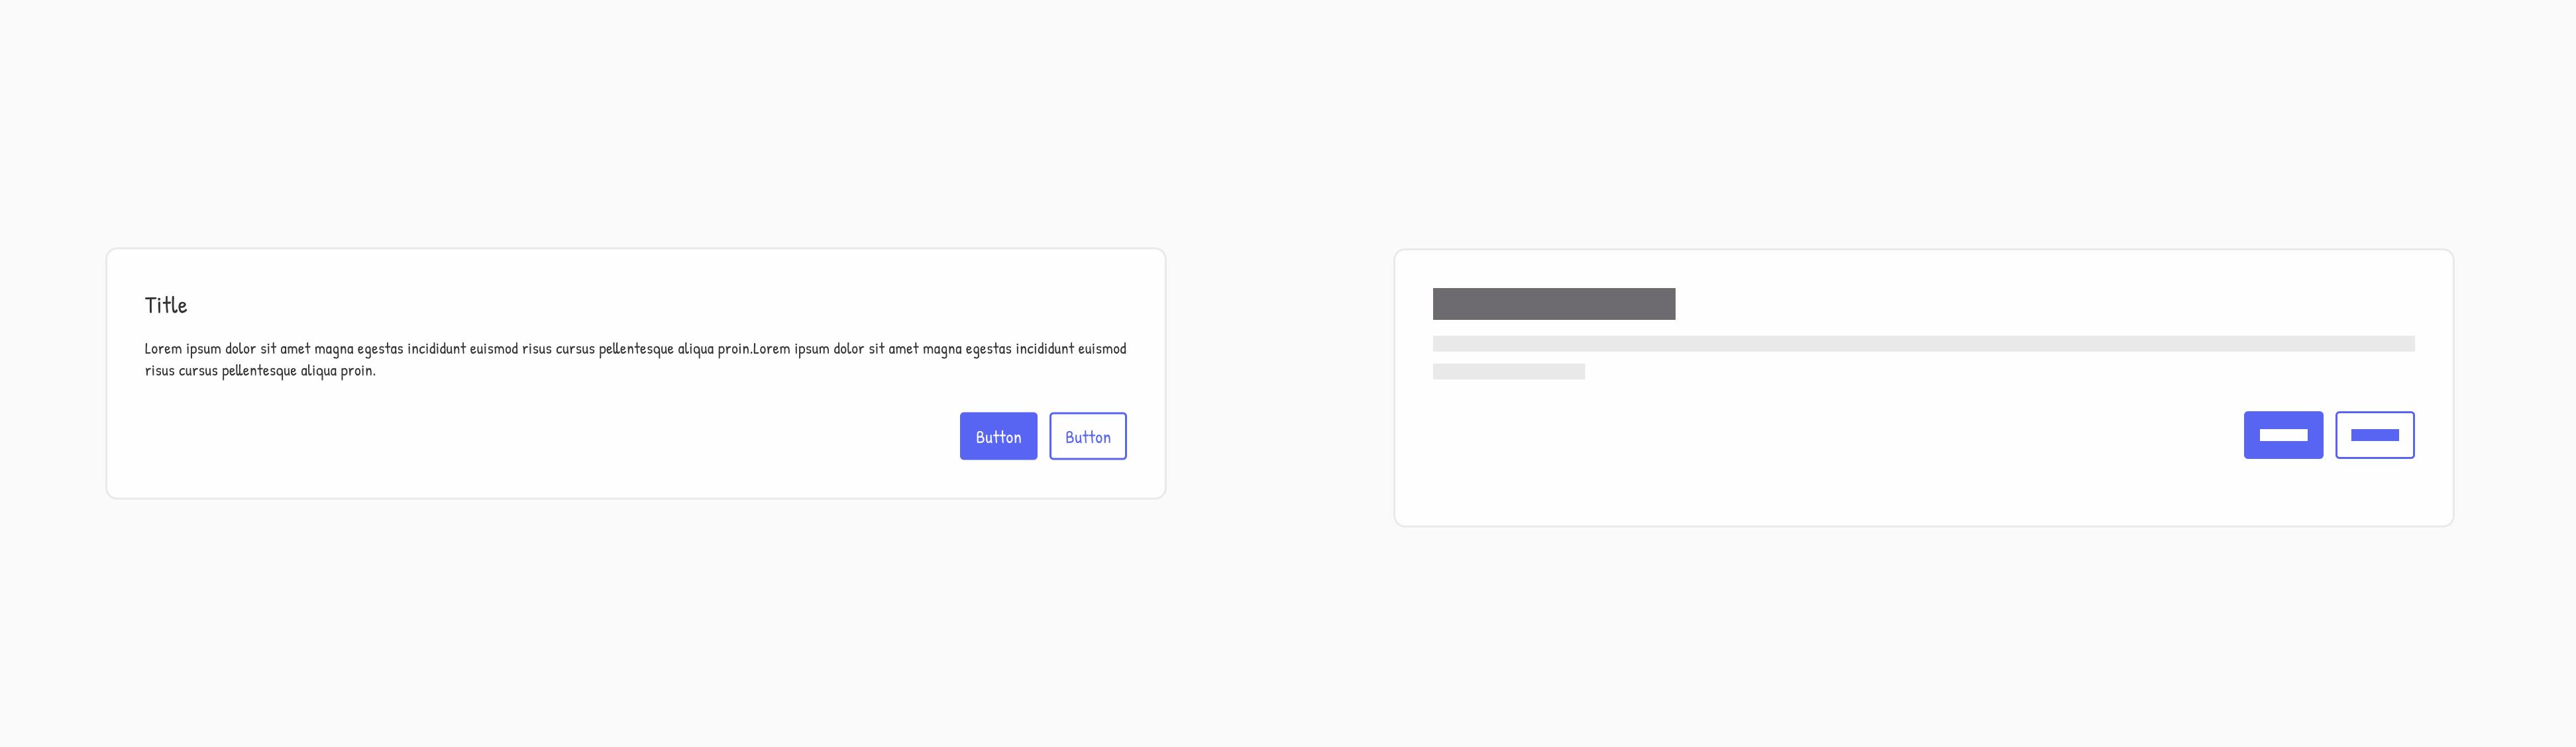 Title
Lorem ipsum dolor sit amet magna egestas incididunt euismod risus cursus pellentesque aliqua proin.Lorem ipsum dolor sit amet magna egestas incididunt euismod
risus cursus pellentesque aliqua proin.
Button Button